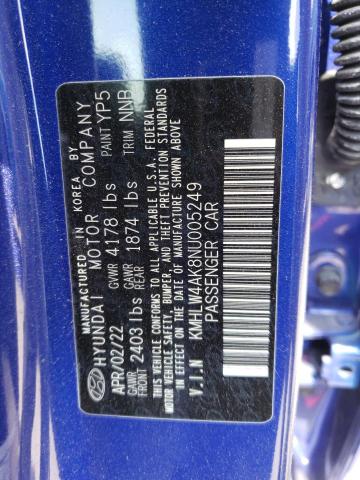 MANUFACTURED IN KOREA BY
HYUNDAI MOTOR COMPANY
APR/02/22 GVWR 4178 lbs PAINT YP5
GAWR FRONT 2403 lbs GAWR REAR 1874 lbs TRIM NNB
THIS VEHICLE CONFORMS TO ALL APPLICABLE U.S.A. FEDERAL
MOTOR VEHICLE SAFETY, BUMPER, AND THEFT PREVENTION
STANDARDS IN EFFECT ON THE DATE OF MANUFACTURE SHOWN ABOVE
V.I.N KMHLW4AK8NU005249
PASSENGER CAR